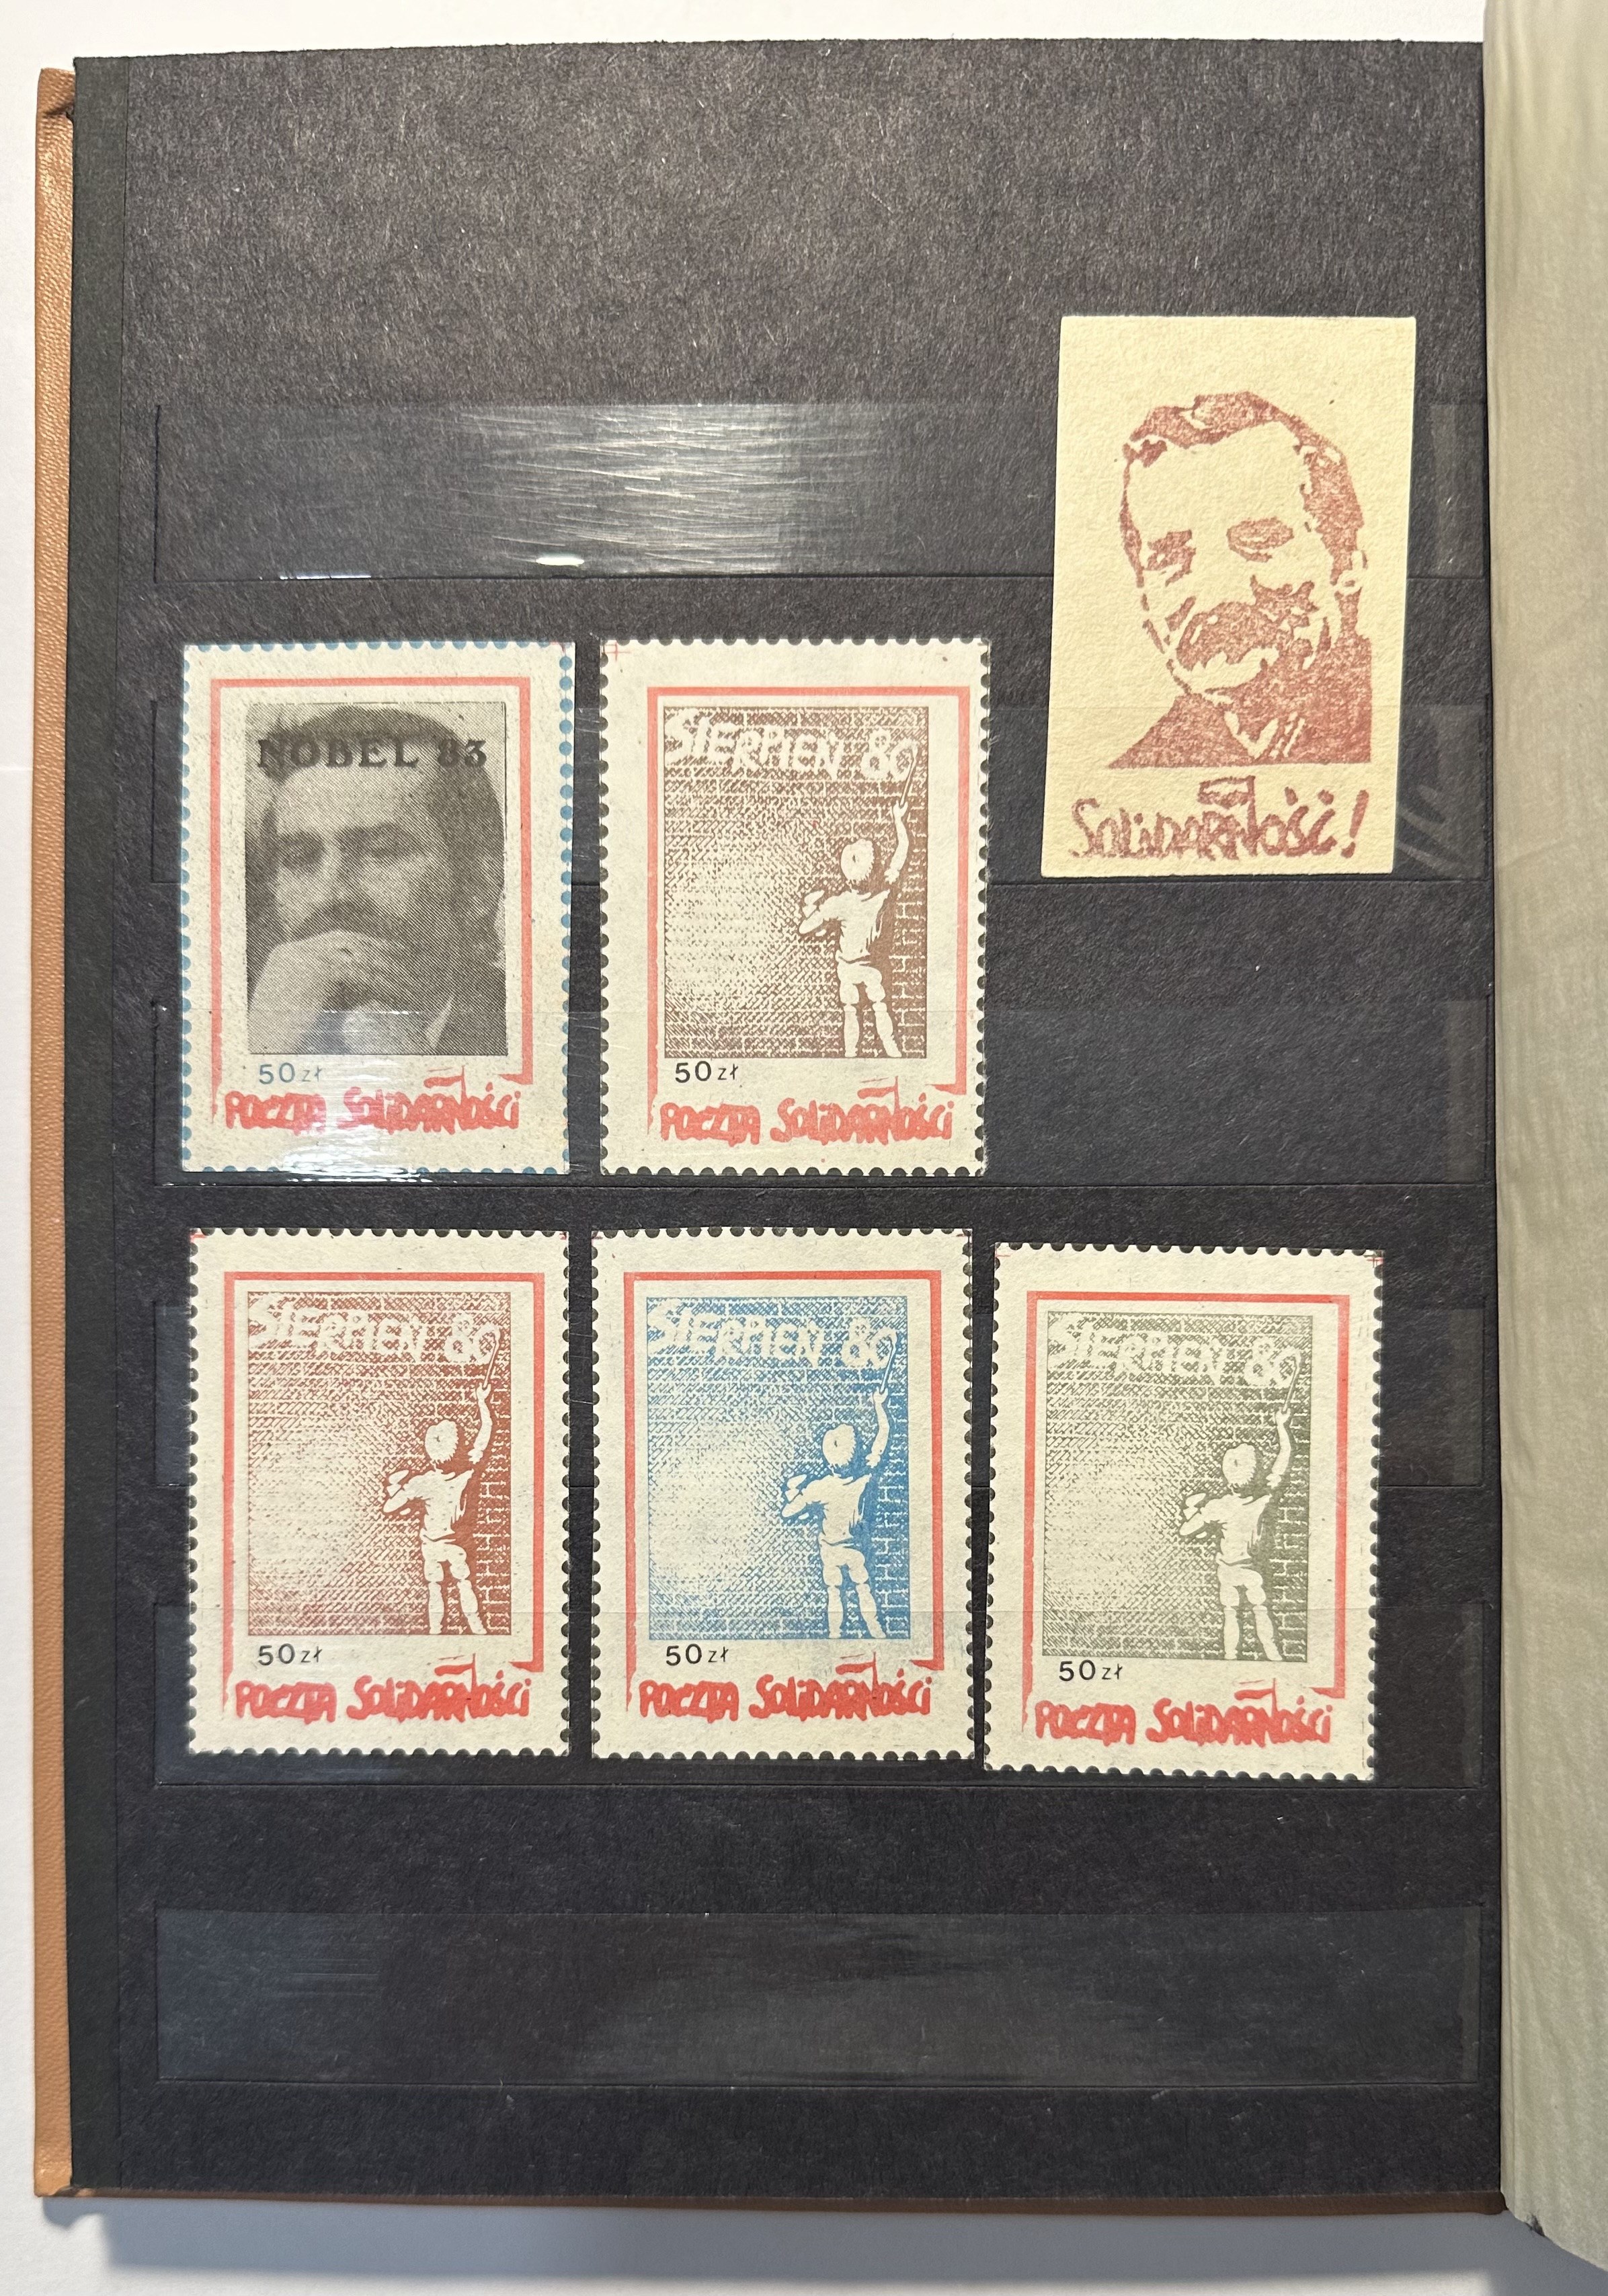 NOBEL 83
50 zł
POCZTA SOLIDARNOŚCI
SIERPIEŃ 80
50 zł
POCZTA SOLIDARNOŚCI
SOLIDARNOŚĆ!
SIERPIEŃ 80
50 zł
POCZTA SOLIDARNOŚCI
SIERPIEŃ 80
50 zł
POCZTA SOLIDARNOŚCI
SIERPIEŃ 80
50 zł
POCZTA SOLIDARNOŚCI